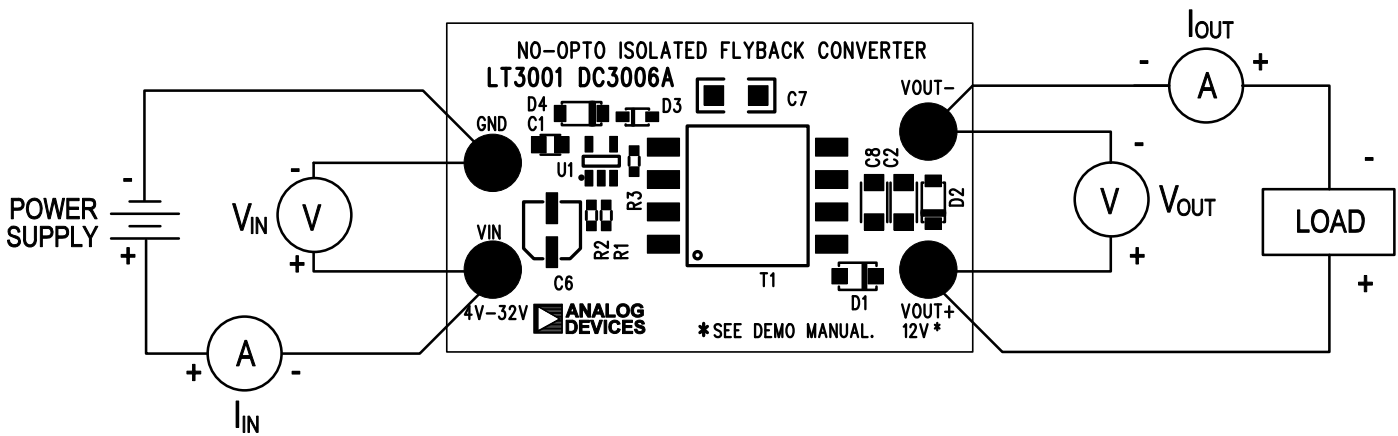 IOUT
NO-OPTO ISOLATED FLYBACK CONVERTER
LT3001 DC3006A
- A +
VOUT-
D4
D3
C7
C1
GND
U1
C8
C2
-
-
-
-
POWER
SUPPLY
VIN
V
R3
D2
V
VOUT
LOAD
VIN
R2
R1
+
+
+
+
C6
T1
D1
4V-32V
ANALOG
DEVICES
*SEE DEMO MANUAL.
VOUT+
12V*
+ A -
IIN